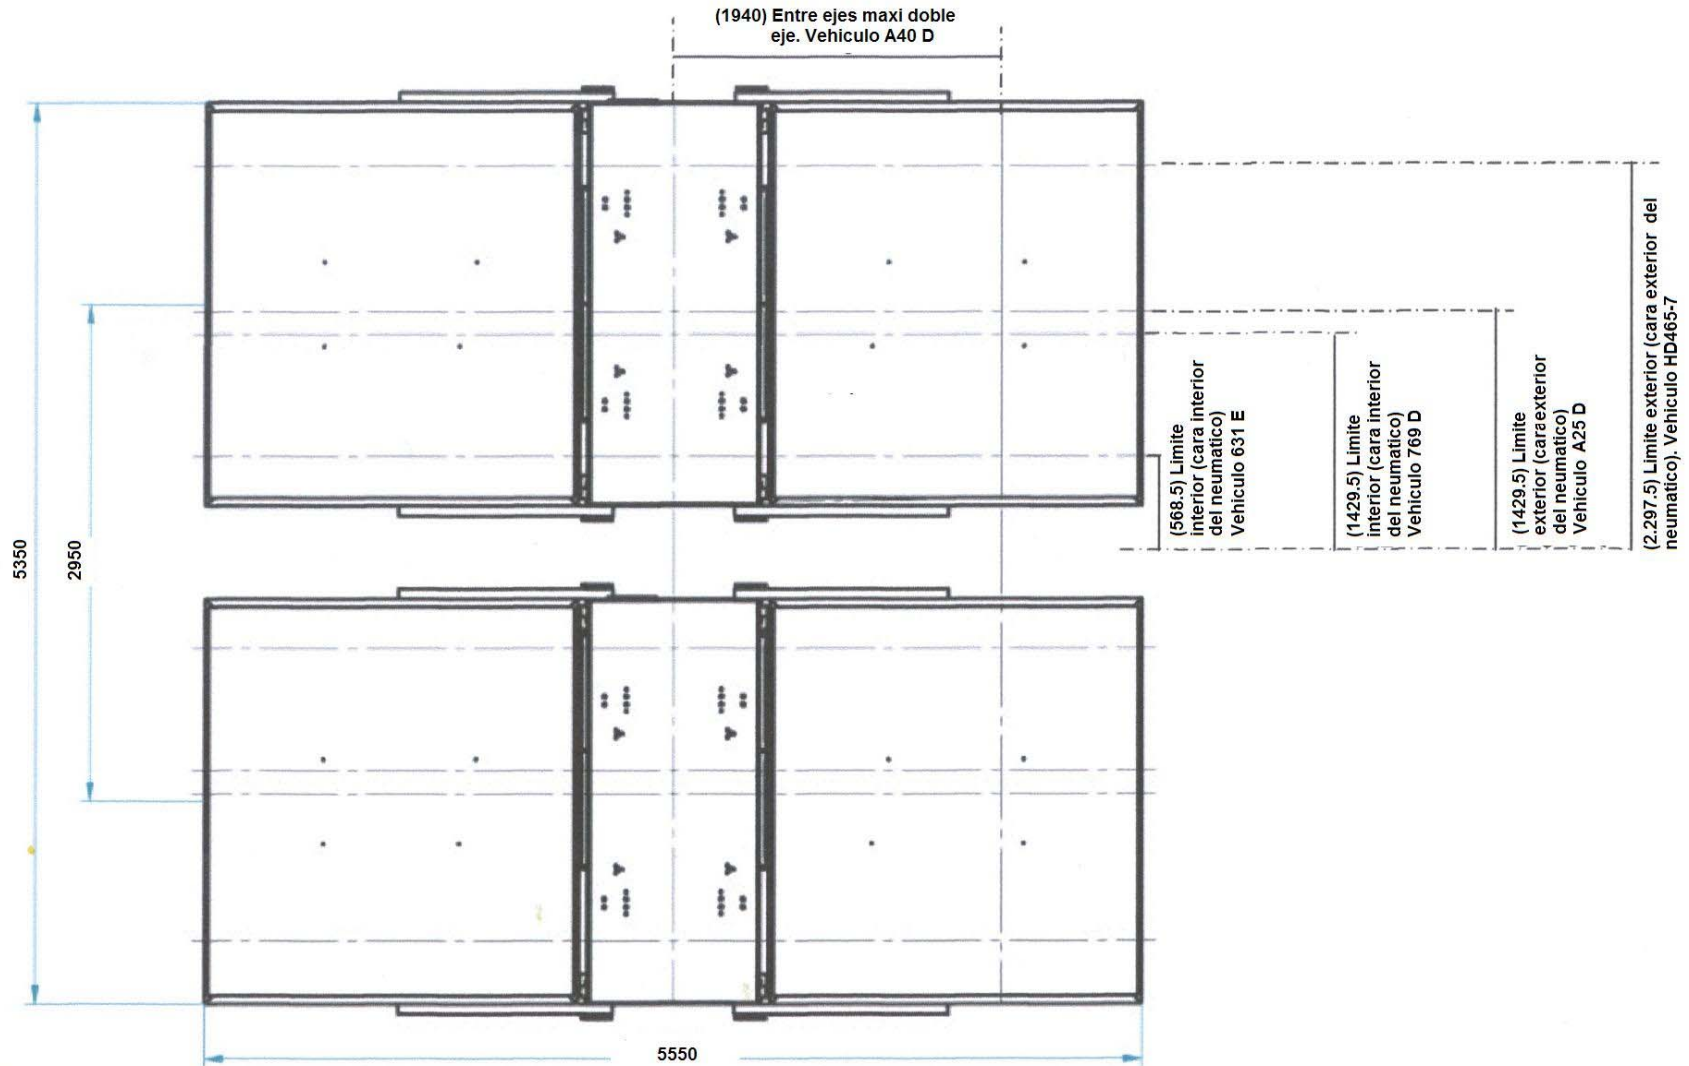 (1940) Entre ejes maxi doble
eje. Vehiculo A40 D
5350
2950
(568.5) Limite
interior (cara interior
del neumatico)
Vehiculo 631 E
(1429.5) Limite
interior (cara interior
del neumatico)
Vehiculo 769 D
(1429.5) Limite
exterior (cara exterior
del neumatico)
Vehiculo A25 D
(2.297.5) Limite exterior (cara exterior del
neumatico). Vehiculo HD465-7
5550